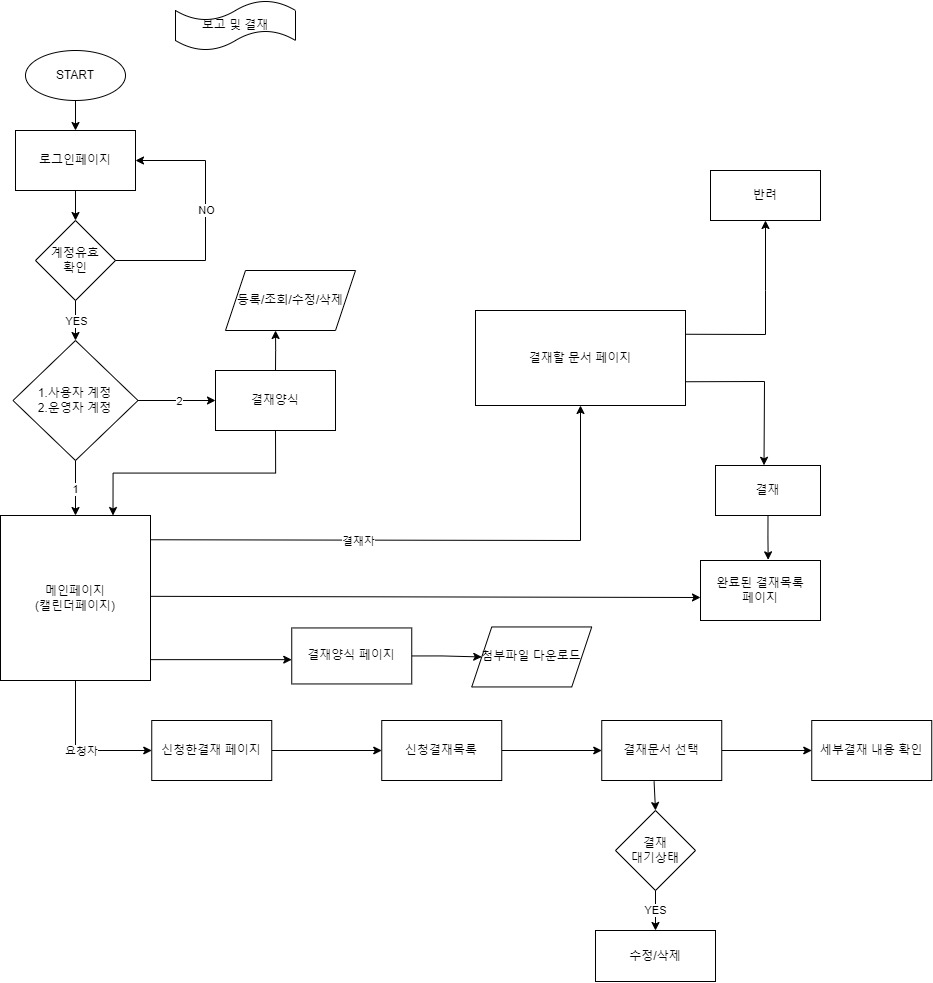 보고 및 결재
START
로그인페이지
NO
계정유효
확인
YES
반려
등록/조회/수정/삭제
결재할 문서 페이지
1.사용자 계정
2.운영자 계정
2
결재양식
1
결재
결재자
메인페이지
(캘린더페이지)
완료된 결재목록
페이지
결재양식 페이지
첨부파일 다운로드
요청자
신청한결재 페이지
신청결재목록
결재문서 선택
세부결재 내용 확인
결재
대기상태
YES
수정/삭제